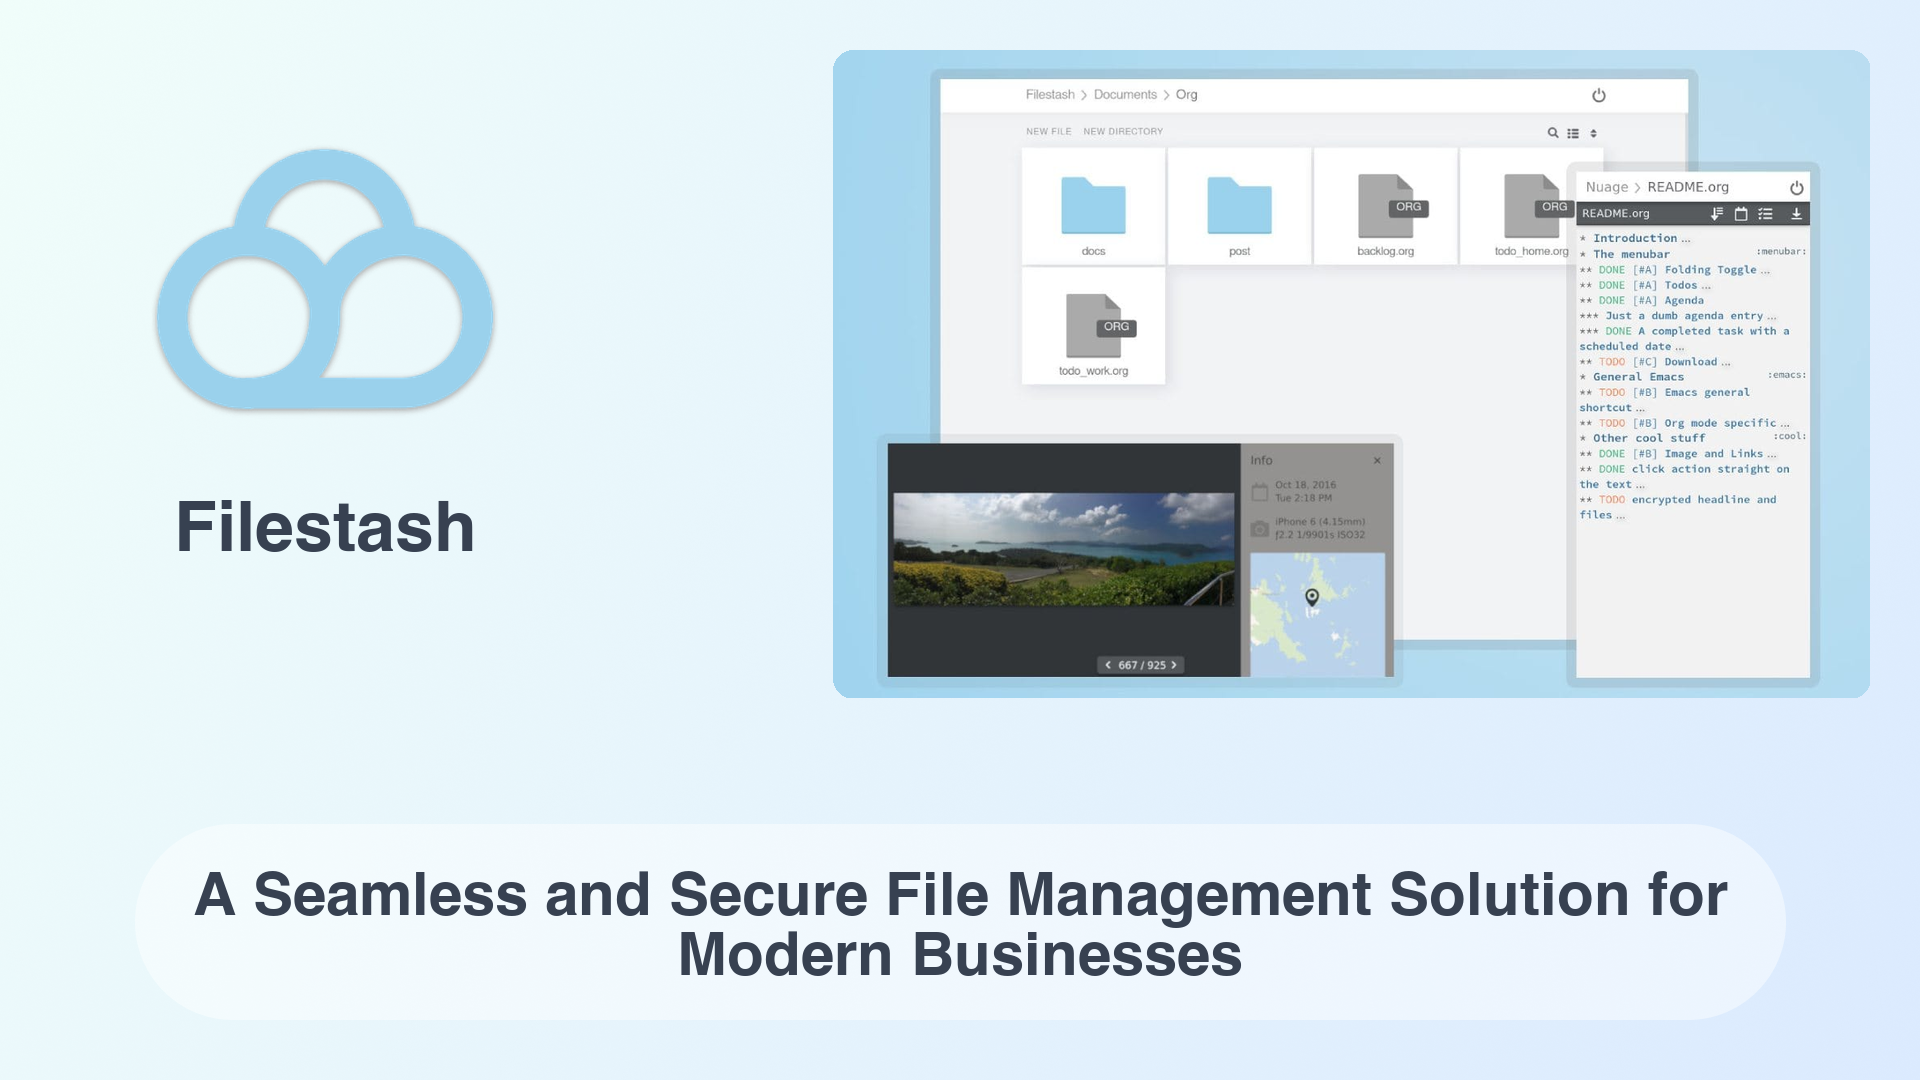 Filestash
Filestash > Documents > Org
NEW FILE NEW DIRECTORY
docs
post
ORG
backlog.org
ORG
todo_home.org
ORG
todo_work.org
Nuage > README.org
README.org
* Introduction ...
* The menubar :menubar:
** DONE [#A] Folding Toggle ...
** DONE [#A] Todos ...
** DONE [#A] Agenda
*** Just a dumb agenda entry ...
*** DONE A completed task with a
scheduled date ...
** TODO [#C] Download ...
* General Emacs :emacs:
** TODO [#B] Emacs general
shortcut ...
** TODO [#B] Org mode specific ...
* Other cool stuff :cool:
** DONE [#B] Image and Links ...
** DONE click action straight on
the text ...
** TODO encrypted headline and
files ...
Info ×
Oct 18, 2016
Tue 2:18 PM
iPhone 6 (4.15mm)
ƒ2.2 1/9901s ISO32
< 667 / 925 >
A Seamless and Secure File Management Solution for
Modern Businesses